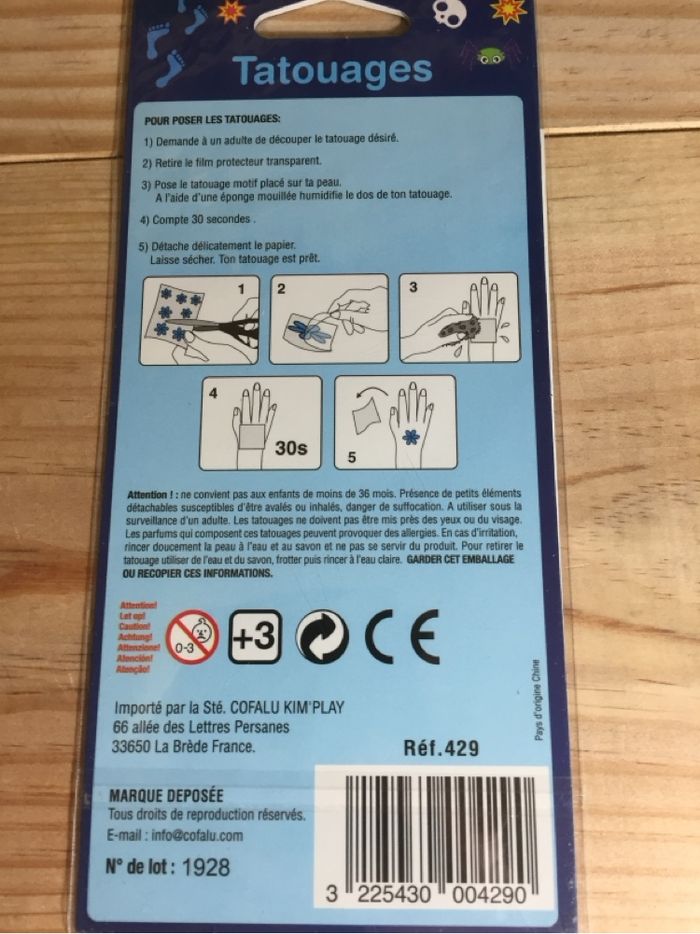 Tatouages
POUR POSER LES TATOUAGES:
1) Demande à un adulte de découper le tatouage désiré.
2) Retire le film protecteur transparent.
3) Pose le tatouage motif placé sur ta peau.
A l'aide d'une éponge mouillée humidifie le dos de ton tatouage.
4) Compte 30 secondes .
5) Détache délicatement le papier.
Laisse sécher. Ton tatouage est prêt.
1
2
3
4
30s
5
Attention ! : ne convient pas aux enfants de moins de 36 mois. Présence de petits éléments
détachables susceptibles d'être avalés ou inhalés, danger de suffocation. A utiliser sous la
surveillance d'un adulte. Les tatouages ne doivent pas être mis près des yeux ou du visage.
Les parfums qui composent ces tatouages peuvent provoquer des allergies. En cas d'irritation,
rincer doucement la peau à l'eau et au savon et ne pas se servir du produit. Pour retirer le
tatouage utiliser de l'eau et du savon, frotter puis rincer à l'eau claire. GARDER CET EMBALLAGE
OU RECOPIER CES INFORMATIONS.
Attention!
Let op!
Caution!
Achtung!
Attenzione!
Atención!
Atenção!
0-3
+3
CE
Pays d'origine Chine
Importé par la Sté. COFALU KIM'PLAY
66 allée des Lettres Persanes
33650 La Brède France.
Réf.429
MARQUE DEPOSÉE
Tous droits de reproduction réservés.
E-mail : info@cofalu.com
N° de lot : 1928
3 225430 004290